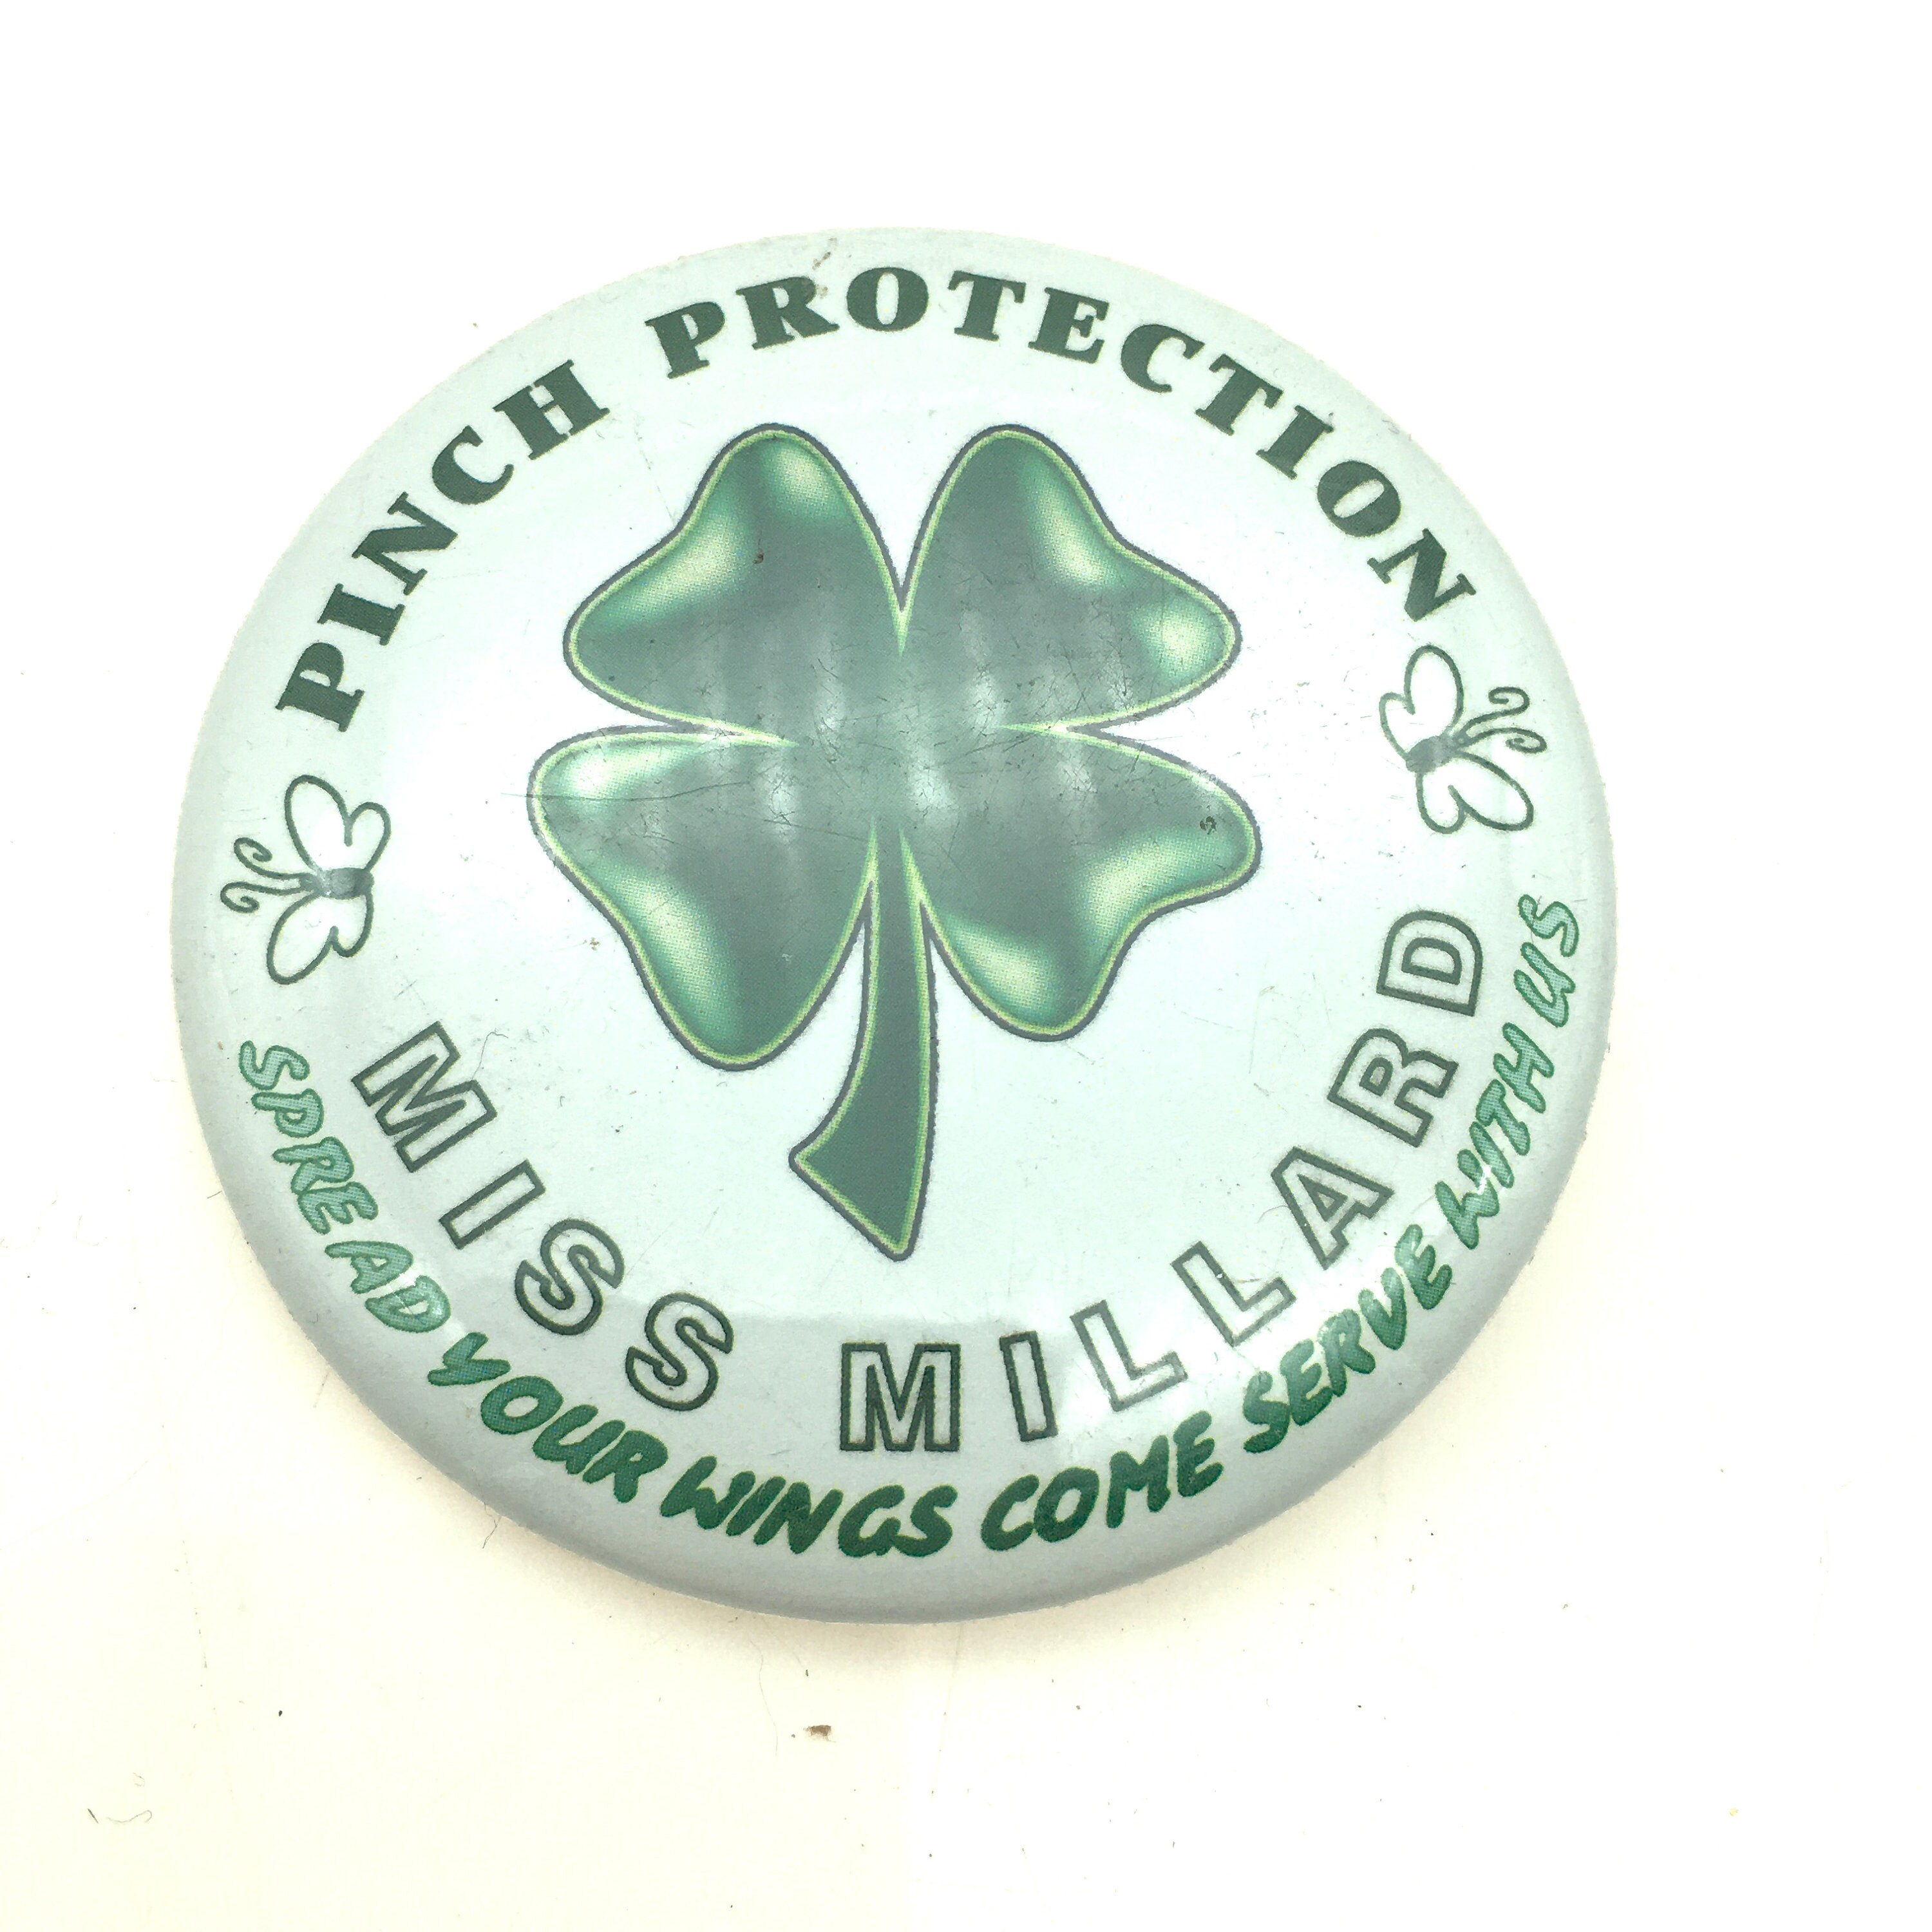 PINCH PROTECTION
MISS MILLARD
SPREAD YOUR WINGS COME SERVE WITH US